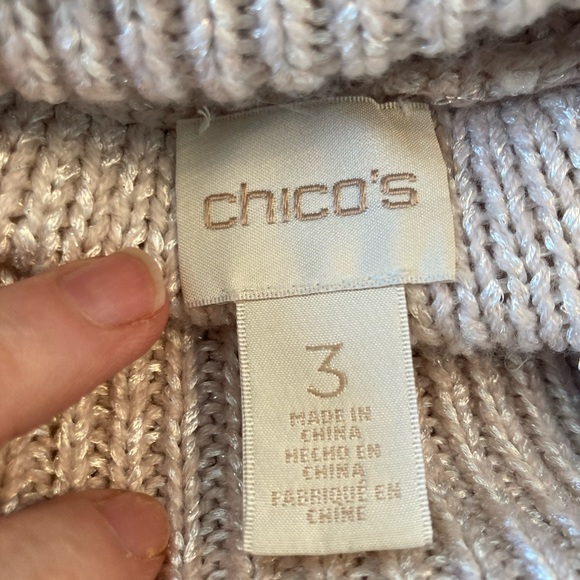 chico's
3
MADE IN
CHINA
HECHO EN
CHINA
FABRIQUÉ EN
CHINE